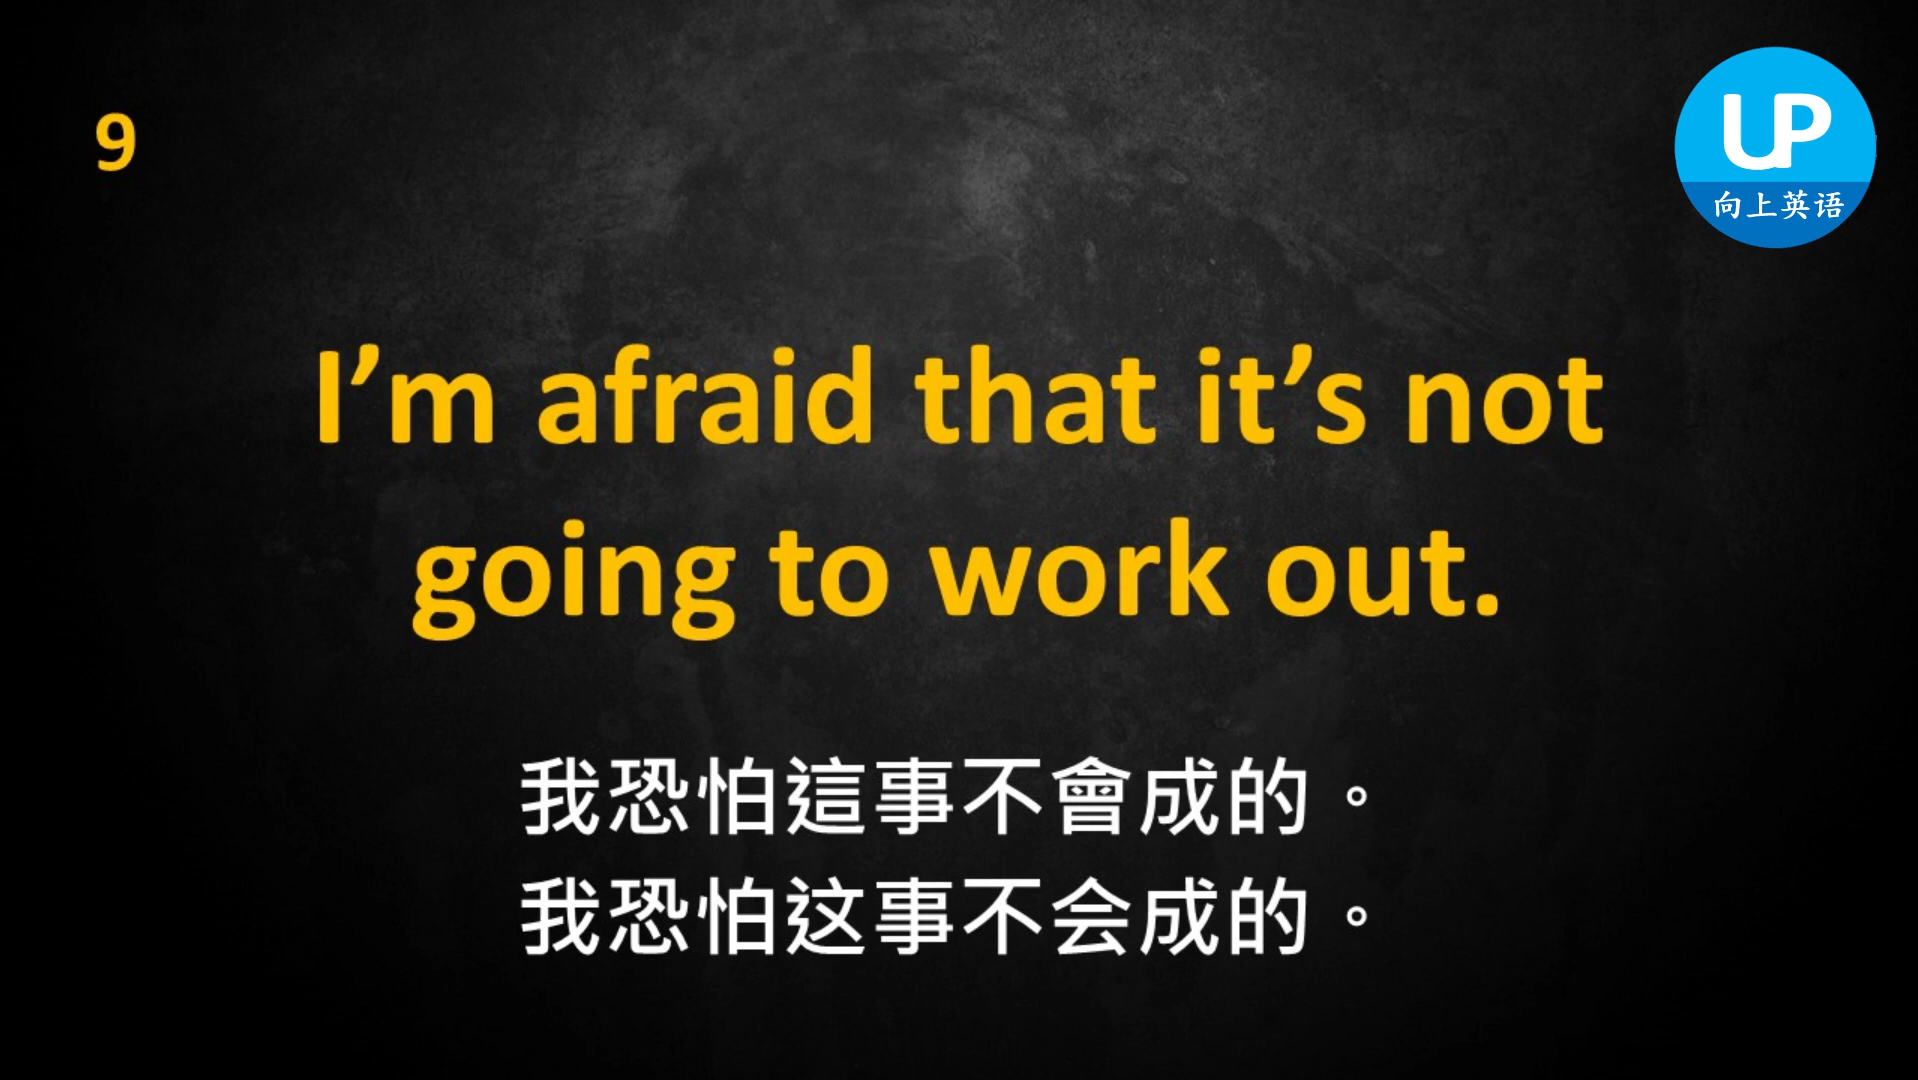 9
UP
向上英语
I’m afraid that it’s not
going to work out.
我恐怕這事不會成的。
我恐怕这事不会成的。